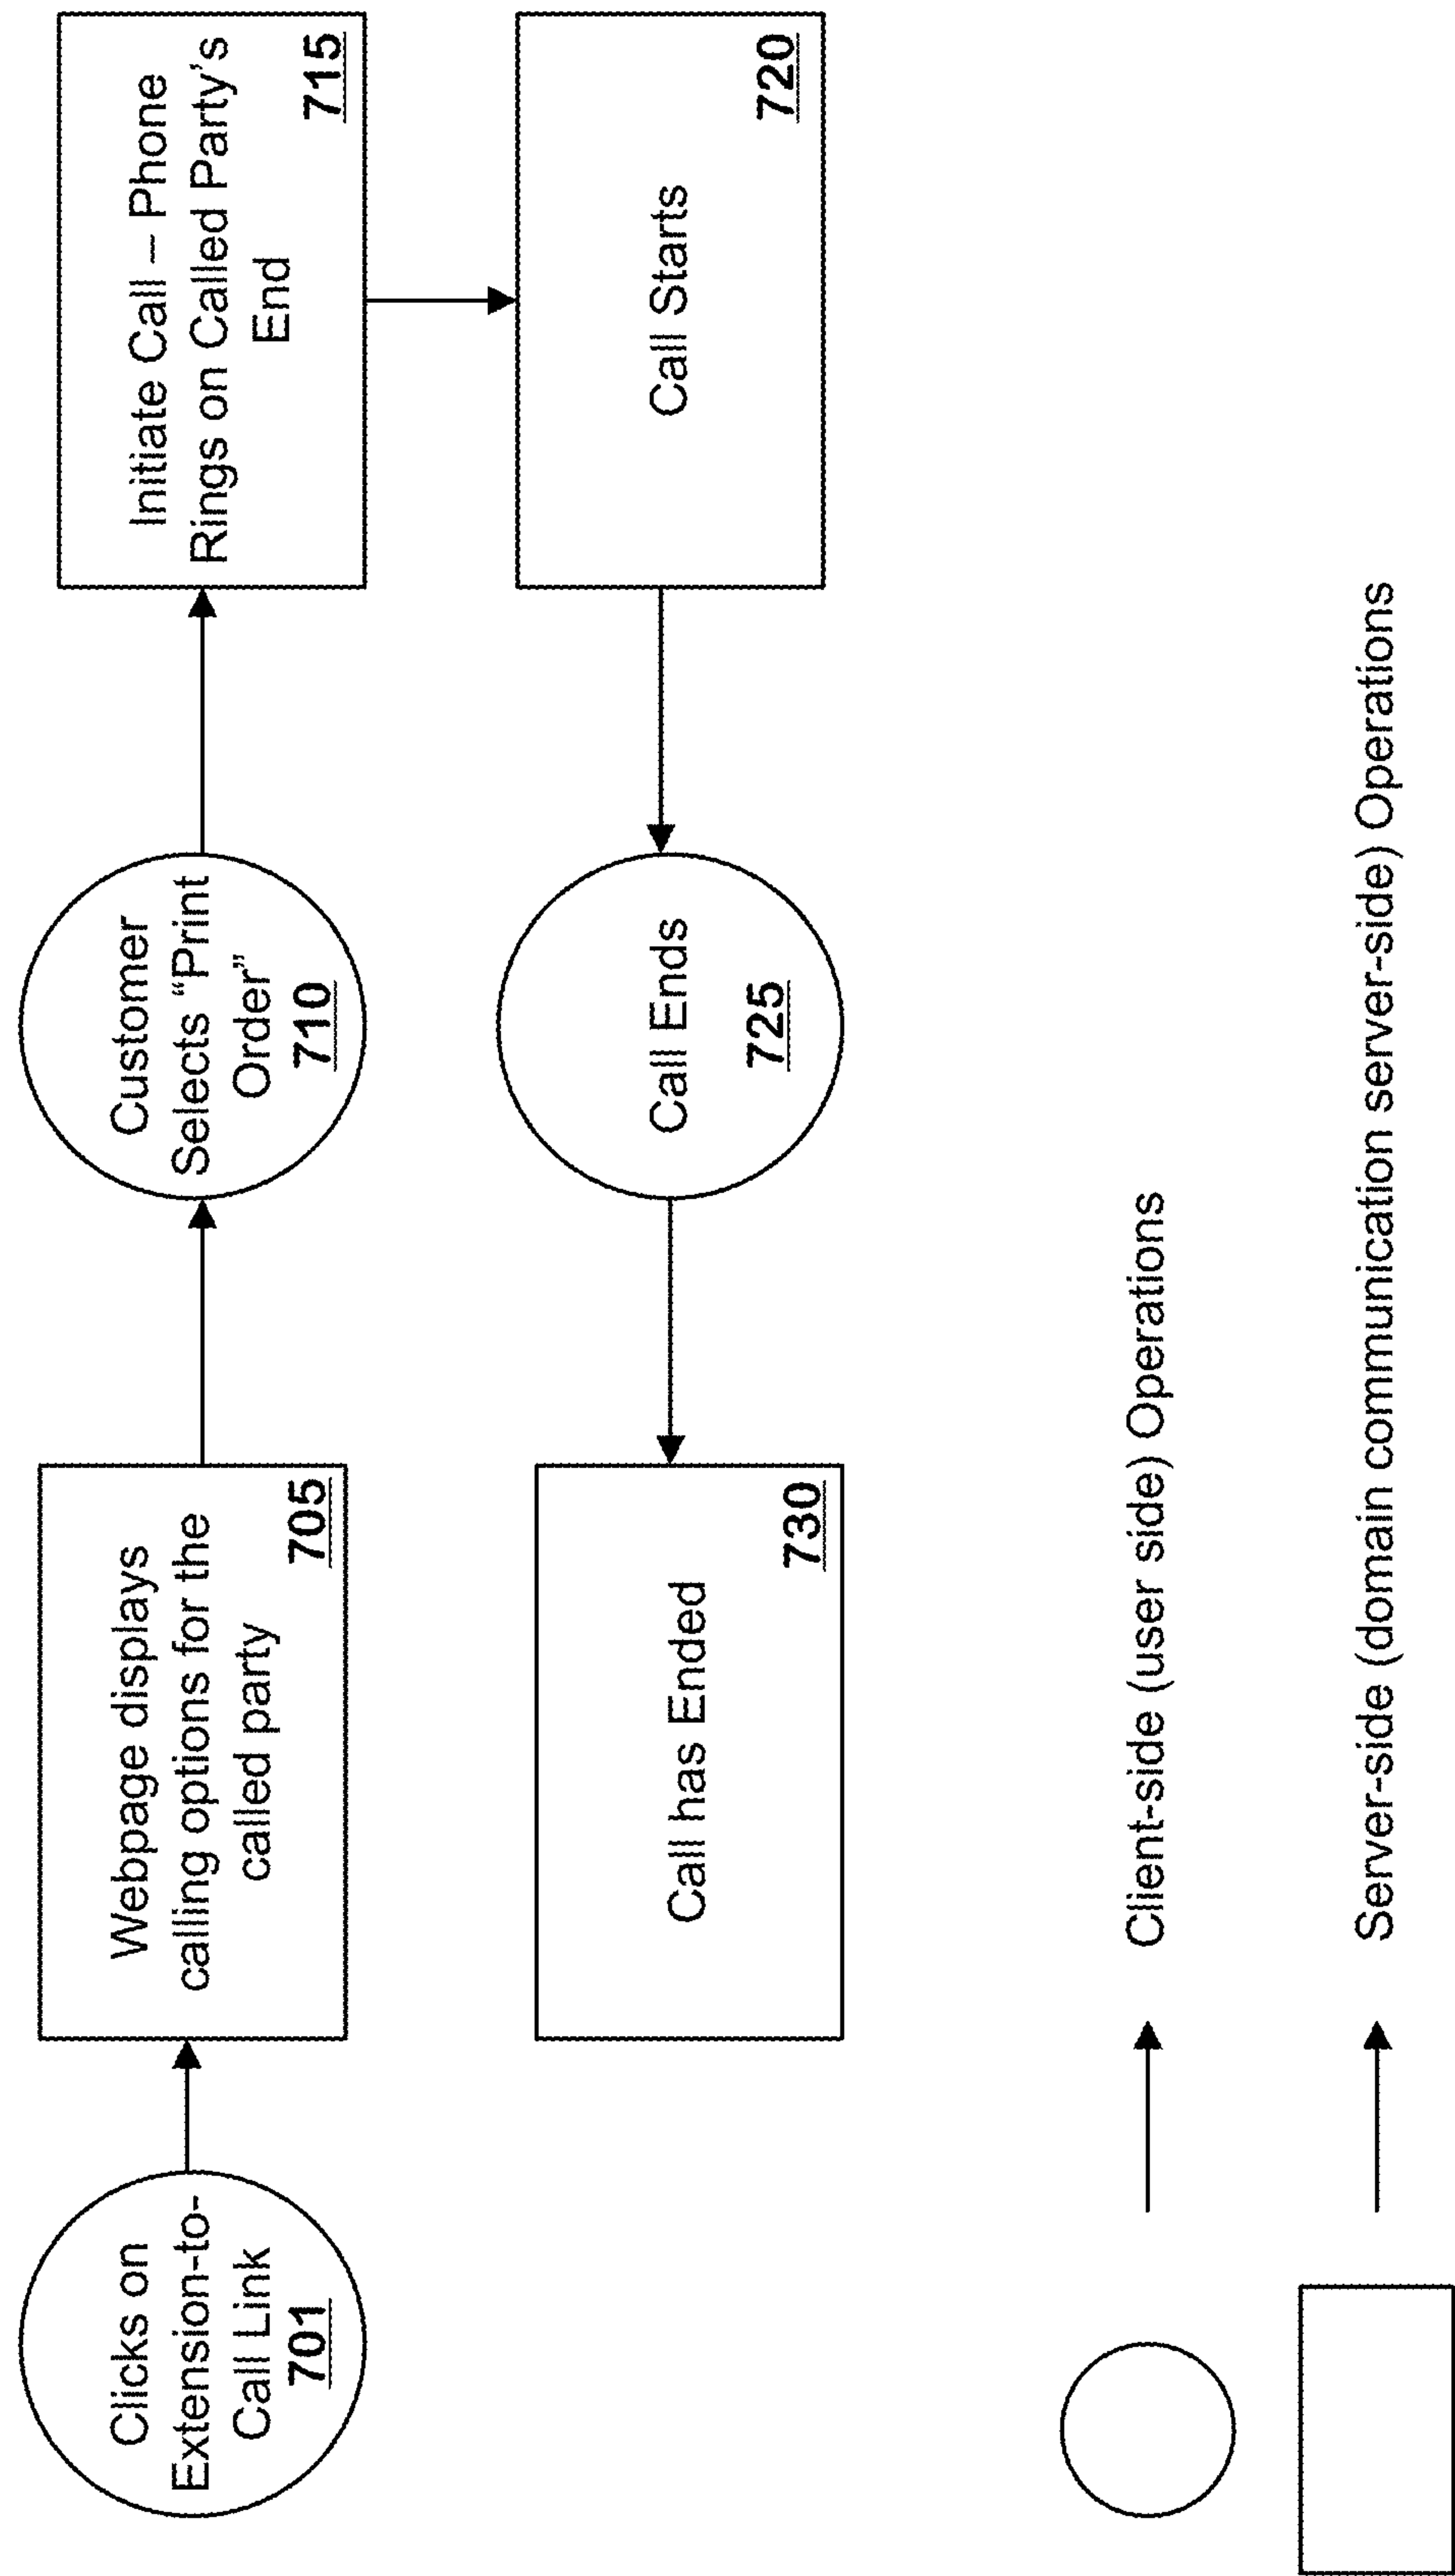 Clicks on
Extension-to-
Call Link
701
Webpage displays
calling options for the
called party
705
Customer
Selects “Print
Order”
710
Initiate Call – Phone
Rings on Called Party’s
End
715
Call Starts
720
Call Ends
725
Call has Ended
730
Client-side (user side) Operations
Server-side (domain communication server-side) Operations